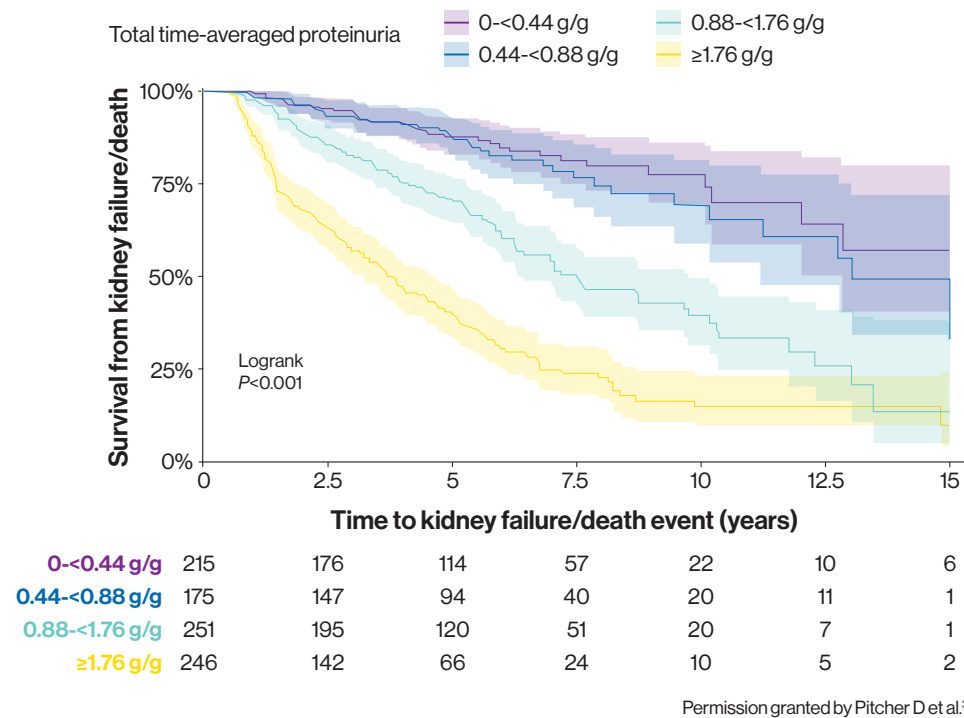 Total time-averaged proteinuria
0-<0.44 g/g
0.88-<1.76 g/g
0.44-<0.88 g/g
≥1.76 g/g
Survival from kidney failure/death
100%
75%
50%
25%
0%
Logrank
P<0.001
0 2.5 5 7.5 10 12.5 15
Time to kidney failure/death event (years)
0-<0.44 g/g 215 176 114 57 22 10 6
0.44-<0.88 g/g 175 147 94 40 20 11 1
0.88-<1.76 g/g 251 195 120 51 20 7 1
≥1.76 g/g 246 142 66 24 10 5 2
Permission granted by Pitcher D et al.